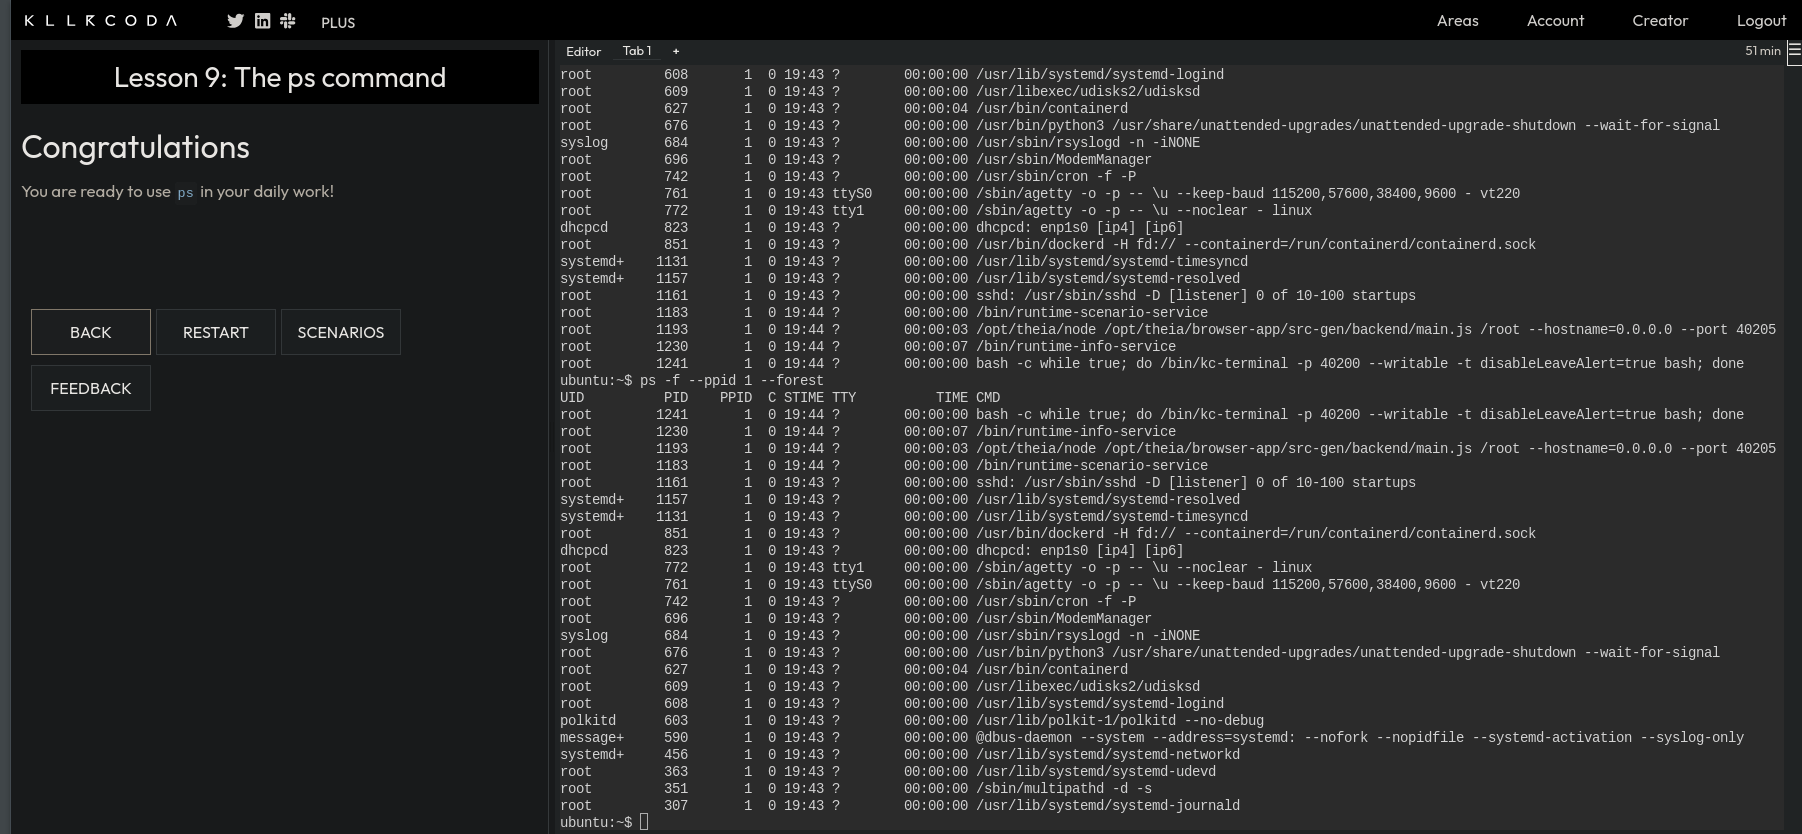 KILLERCODA PLUS Areas Account Creator Logout
Editor Tab 1 + 51 min
Lesson 9: The ps command
Congratulations
You are ready to use ps in your daily work!
BACK RESTART SCENARIOS
FEEDBACK
root 608 1 0 19:43 ? 00:00:00 /usr/lib/systemd/systemd-logind
root 609 1 0 19:43 ? 00:00:00 /usr/libexec/udisks2/udisksd
root 627 1 0 19:43 ? 00:00:04 /usr/bin/containerd
root 676 1 0 19:43 ? 00:00:00 /usr/bin/python3 /usr/share/unattended-upgrades/unattended-upgrade-shutdown --wait-for-signal
syslog 684 1 0 19:43 ? 00:00:00 /usr/sbin/rsyslogd -n -iNONE
root 696 1 0 19:43 ? 00:00:00 /usr/sbin/ModemManager
root 742 1 0 19:43 ? 00:00:00 /usr/sbin/cron -f -P
root 761 1 0 19:43 ttyS0 00:00:00 /sbin/agetty -o -p -- \u --keep-baud 115200,57600,38400,9600 - vt220
root 772 1 0 19:43 tty1 00:00:00 /sbin/agetty -o -p -- \u --noclear - linux
dhcpcd 823 1 0 19:43 ? 00:00:00 dhcpcd: enp1s0 [ip4] [ip6]
root 851 1 0 19:43 ? 00:00:00 /usr/bin/dockerd -H fd:// --containerd=/run/containerd/containerd.sock
systemd+ 1131 1 0 19:44 ? 00:00:00 /usr/lib/systemd/systemd-timesyncd
systemd+ 1157 1 0 19:44 ? 00:00:00 /usr/lib/systemd/systemd-resolved
root 1161 1 0 19:44 ? 00:00:00 sshd: /usr/sbin/sshd -D [listener] 0 of 10-100 startups
root 1183 1 0 19:44 ? 00:00:00 /bin/runtime-scenario-service
root 1193 1 0 19:44 ? 00:00:03 /opt/theia/node /opt/theia/browser-app/src-gen/backend/main.js /root --hostname=0.0.0.0 --port 40205
root 1230 1 0 19:44 ? 00:00:07 /bin/runtime-info-service
root 1241 1 0 19:44 ? 00:00:00 bash -c while true; do /bin/kc-terminal -p 40200 --writable -t disableLeaveAlert=true bash; done
ubuntu:~$ ps -f --ppid 1 --forest
UID PID PPID C STIME TTY TIME CMD
root 1241 1 0 19:44 ? 00:00:00 bash -c while true; do /bin/kc-terminal -p 40200 --writable -t disableLeaveAlert=true bash; done
root 1230 1 0 19:44 ? 00:00:07 /bin/runtime-info-service
root 1193 1 0 19:44 ? 00:00:03 /opt/theia/node /opt/theia/browser-app/src-gen/backend/main.js /root --hostname=0.0.0.0 --port 40205
root 1183 1 0 19:44 ? 00:00:00 /bin/runtime-scenario-service
root 1161 1 0 19:44 ? 00:00:00 sshd: /usr/sbin/sshd -D [listener] 0 of 10-100 startups
systemd+ 1157 1 0 19:44 ? 00:00:00 /usr/lib/systemd/systemd-resolved
systemd+ 1131 1 0 19:44 ? 00:00:00 /usr/lib/systemd/systemd-timesyncd
root 851 1 0 19:43 ? 00:00:00 /usr/bin/dockerd -H fd:// --containerd=/run/containerd/containerd.sock
dhcpcd 823 1 0 19:43 ? 00:00:00 dhcpcd: enp1s0 [ip4] [ip6]
root 772 1 0 19:43 tty1 00:00:00 /sbin/agetty -o -p -- \u --noclear - linux
root 761 1 0 19:43 ttyS0 00:00:00 /sbin/agetty -o -p -- \u --keep-baud 115200,57600,38400,9600 - vt220
root 742 1 0 19:43 ? 00:00:00 /usr/sbin/cron -f -P
root 696 1 0 19:43 ? 00:00:00 /usr/sbin/ModemManager
syslog 684 1 0 19:43 ? 00:00:00 /usr/sbin/rsyslogd -n -iNONE
root 676 1 0 19:43 ? 00:00:00 /usr/bin/python3 /usr/share/unattended-upgrades/unattended-upgrade-shutdown --wait-for-signal
root 627 1 0 19:43 ? 00:00:04 /usr/bin/containerd
root 609 1 0 19:43 ? 00:00:00 /usr/libexec/udisks2/udisksd
root 608 1 0 19:43 ? 00:00:00 /usr/lib/systemd/systemd-logind
polkitd 603 1 0 19:43 ? 00:00:00 /usr/lib/polkit-1/polkitd --no-debug
message+ 590 1 0 19:43 ? 00:00:00 @dbus-daemon --system --address=systemd: --nofork --nopidfile --systemd-activation --syslog-only
systemd+ 456 1 0 19:43 ? 00:00:00 /usr/lib/systemd/systemd-networkd
root 363 1 0 19:43 ? 00:00:00 /usr/lib/systemd/systemd-udevd
root 351 1 0 19:43 ? 00:00:00 /sbin/multipathd -d -s
root 307 1 0 19:43 ? 00:00:00 /usr/lib/systemd/systemd-journald
ubuntu:~$